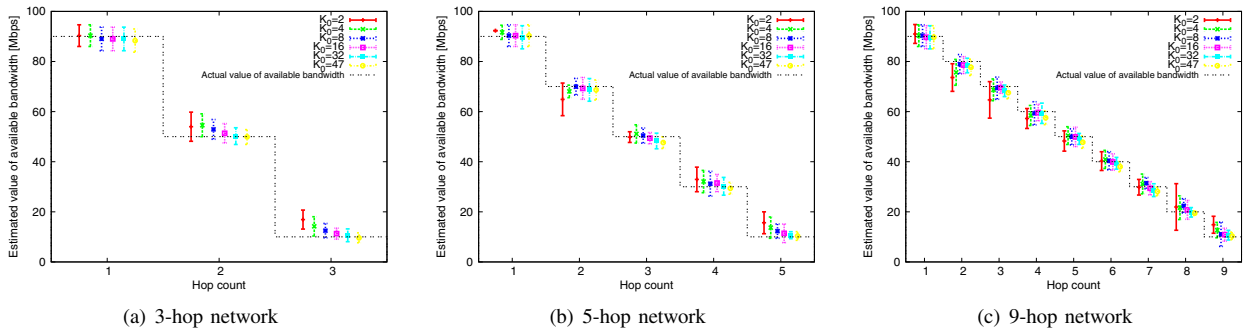 Estimated value of available bandwidth [Mbps]
100
80
60
40
20
0
K0=2
K0=4
K0=8
K0=16
K0=32
K0=47
Actual value of available bandwidth
1 2 3
Hop count
(a) 3-hop network
Estimated value of available bandwidth [Mbps]
100
80
60
40
20
0
K0=2
K0=4
K0=8
K0=16
K0=32
K0=47
Actual value of available bandwidth
1 2 3 4 5
Hop count
(b) 5-hop network
Estimated value of available bandwidth [Mbps]
100
80
60
40
20
0
K0=2
K0=4
K0=8
K0=16
K0=32
K0=47
Actual value of available bandwidth
1 2 3 4 5 6 7 8 9
Hop count
(c) 9-hop network